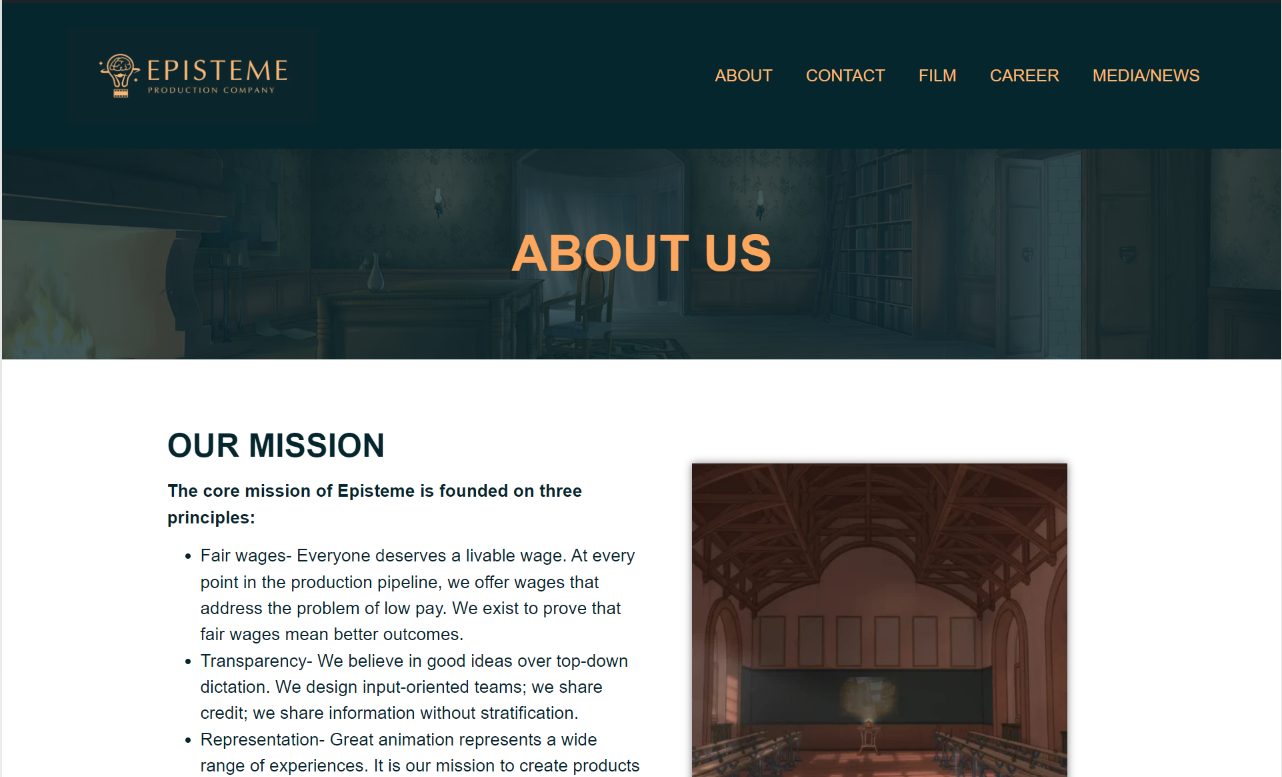 EPISTEME
PRODUCTION COMPANY
ABOUT
CONTACT
FILM
CAREER
MEDIA/NEWS
ABOUT US
OUR MISSION
The core mission of Episteme is founded on three
principles:
• Fair wages- Everyone deserves a livable wage. At every
point in the production pipeline, we offer wages that
address the problem of low pay. We exist to prove that
fair wages mean better outcomes.
• Transparency- We believe in good ideas over top-down
dictation. We design input-oriented teams; we share
credit; we share information without stratification.
• Representation- Great animation represents a wide
range of experiences. It is our mission to create products